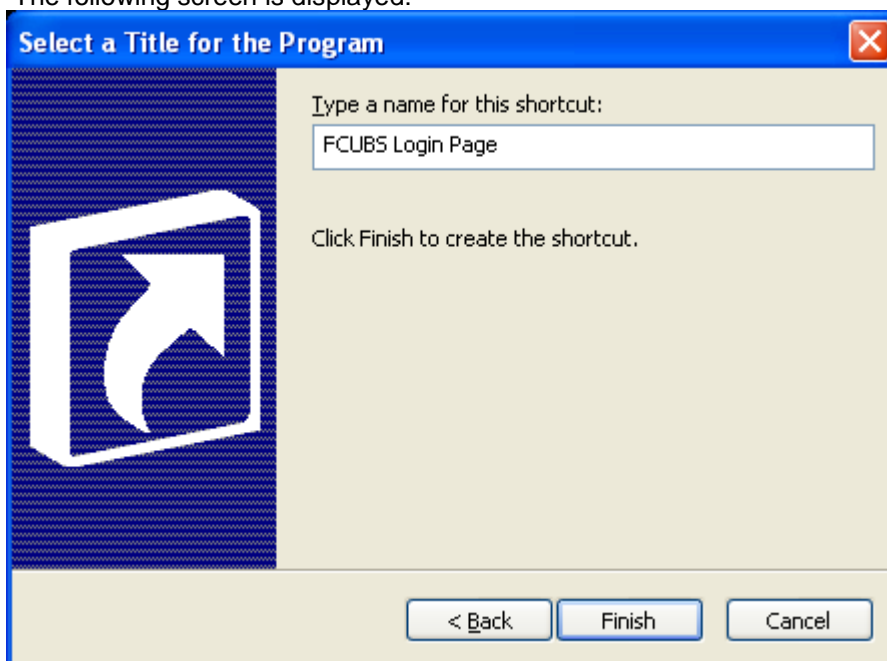 The following screen is displayed:
Select a Title for the Program
Type a name for this shortcut:
FCUBS Login Page
Click Finish to create the shortcut.
< Back Finish Cancel